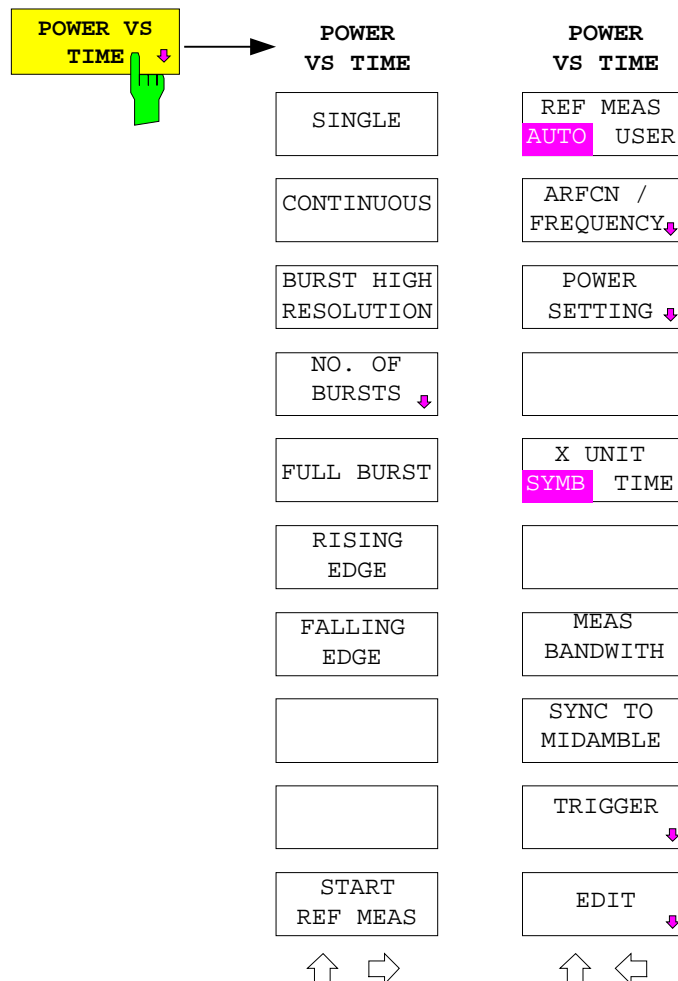 POWER VS
TIME
POWER
VS TIME
SINGLE
CONTINUOUS
BURST HIGH
RESOLUTION
NO. OF
BURSTS
FULL BURST
RISING
EDGE
FALLING
EDGE
START
REF MEAS
POWER
VS TIME
REF MEAS
AUTO USER
ARFCN /
FREQUENCY
POWER
SETTING
X UNIT
SYMB TIME
MEAS
BANDWITH
SYNC TO
MIDAMBLE
TRIGGER
EDIT